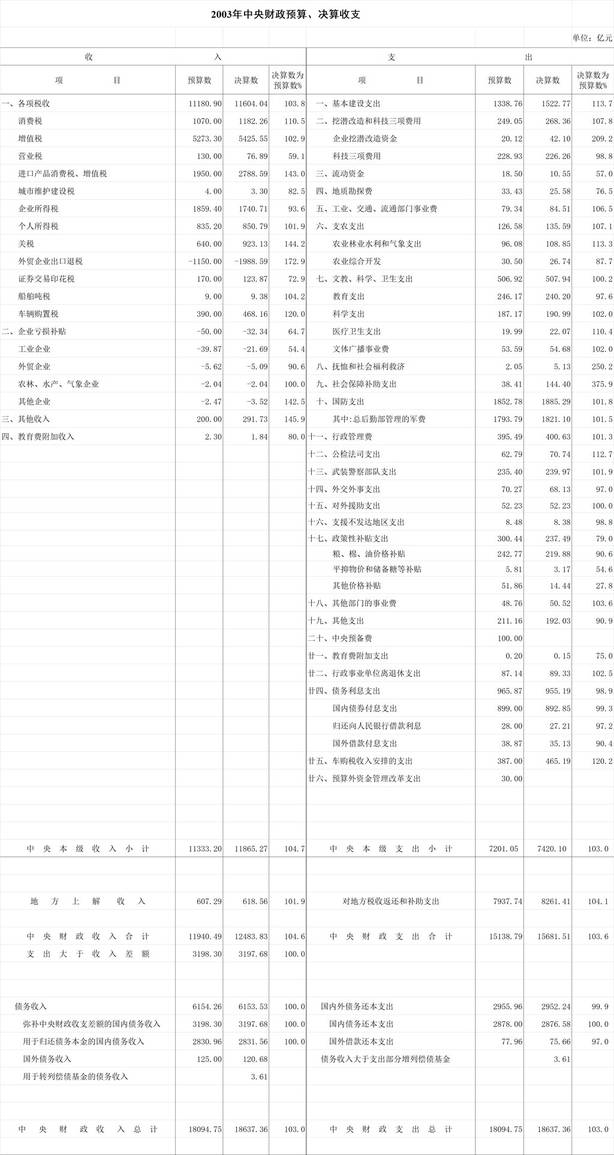 2003年中央财政预算、决算收支
单位: 亿元
收 入 支 出
项 目 预算数 决算数 决算数为预算数% 项 目 预算数 决算数 决算数为预算数%
一、各项税收 11180.90 11604.04 103.8 一、基本建设支出 1338.76 1522.77 113.7
消费税 1070.00 1182.26 110.5 二、挖潜改造和科技三项费用 249.05 268.36 107.8
增值税 5273.30 5425.55 102.9 企业挖潜改造资金 20.12 42.10 209.2
营业税 130.00 76.89 59.1 科技三项费用 228.93 226.26 98.8
进口产品消费税、增值税 1950.00 2788.59 143.0 三、流动资金 18.50 10.55 57.0
城市维护建设税 4.00 3.30 82.5 四、地质勘探费 33.43 25.58 76.5
企业所得税 1859.40 1740.71 93.6 五、工业、交通、流通部门事业费 79.34 84.51 106.5
个人所得税 835.20 850.79 101.9 六、支农支出 126.58 135.59 107.1
关税 640.00 923.13 144.2 农业林业水利和气象支出 96.08 108.85 113.3
外贸企业出口退税 -1150.00 -1988.59 172.9 农业综合开发 30.50 26.74 87.7
证券交易印花税 170.00 123.87 72.9 七、文教、科学、卫生支出 506.92 507.94 100.2
船舶吨税 9.00 9.38 104.2 教育支出 246.17 240.20 97.6
车辆购置税 390.00 468.16 120.0 科学支出 187.17 190.99 102.0
二、企业亏损补贴 -50.00 -32.34 64.7 医疗卫生支出 19.99 22.07 110.4
工业企业 -39.87 -21.69 54.4 文体广播事业费 53.59 54.68 102.0
外贸企业 -5.62 -5.09 90.6 八、抚恤和社会福利救济 2.05 5.13 250.2
农林、水产、气象企业 -2.04 -2.04 100.0 九、社会保障补助支出 38.41 144.40 375.9
其他企业 -2.47 -3.52 142.5 十、国防支出 1852.78 1885.29 101.8
三、其他收入 200.00 291.73 145.9 其中:总后勤部管理的军费 1793.79 1821.10 101.5
四、教育费附加收入 2.30 1.84 80.0 十一、行政管理费 395.49 400.63 101.3
十二、公检法司支出 62.79 70.74 112.7
十三、武装警察部队支出 235.40 239.97 101.9
十四、外交外事支出 70.27 68.13 97.0
十五、对外援助支出 52.23 52.23 100.0
十六、支援不发达地区支出 8.48 8.38 98.8
十七、政策性补贴支出 300.44 237.49 79.0
粮、棉、油价格补贴 242.77 219.88 90.6
平抑物价和储备糖等补贴 5.81 3.17 54.6
其他价格补贴 51.86 14.44 27.8
十八、其他部门的事业费 48.76 50.52 103.6
十九、其他支出 211.16 192.03 90.9
二十、中央预备费 100.00
廿一、教育费附加支出 0.20 0.15 75.0
廿二、行政事业单位离退休支出 87.14 89.33 102.5
廿四、债务利息支出 965.87 955.19 98.9
国内债券付息支出 899.00 892.85 99.3
归还向人民银行借款利息 28.00 27.21 97.2
国外借款付息支出 38.87 35.13 90.4
廿五、车购税收入安排的支出 387.00 465.19 120.2
廿六、预算外资金管理改革支出 30.00
中 央 本 级 收 入 小 计 11333.20 11865.27 104.7 中 央 本 级 支 出 小 计 7201.05 7420.10 103.0
地 方 上 解 收 入 607.29 618.56 101.9 对地方税收返还和补助支出 7937.74 8261.41 104.1
中 央 财 政 收 入 合 计 11940.49 12483.83 104.6 中 央 财 政 支 出 合 计 15138.79 15681.51 103.6
支 出 大 于 收 入 差 额 3198.30 3197.68 100.0
债务收入 6154.26 6153.53 100.0 国内外债务还本支出 2955.96 2952.24 99.9
弥补中央财政收支差额的国内债务收入 3198.30 3197.68 100.0 国内债务还本支出 2878.00 2876.58 100.0
用于归还债务本金的国内债务收入 2830.96 2831.56 100.0 国外借款还本支出 77.96 75.66 97.0
国外债务收入 125.00 120.68 债务收入大于支出部分增列偿债基金 3.61
用于转列偿债基金的债务收入 3.61
中 央 财 政 收 入 总 计 18094.75 18637.36 103.0 中 央 财 政 支 出 总 计 18094.75 18637.36 103.0